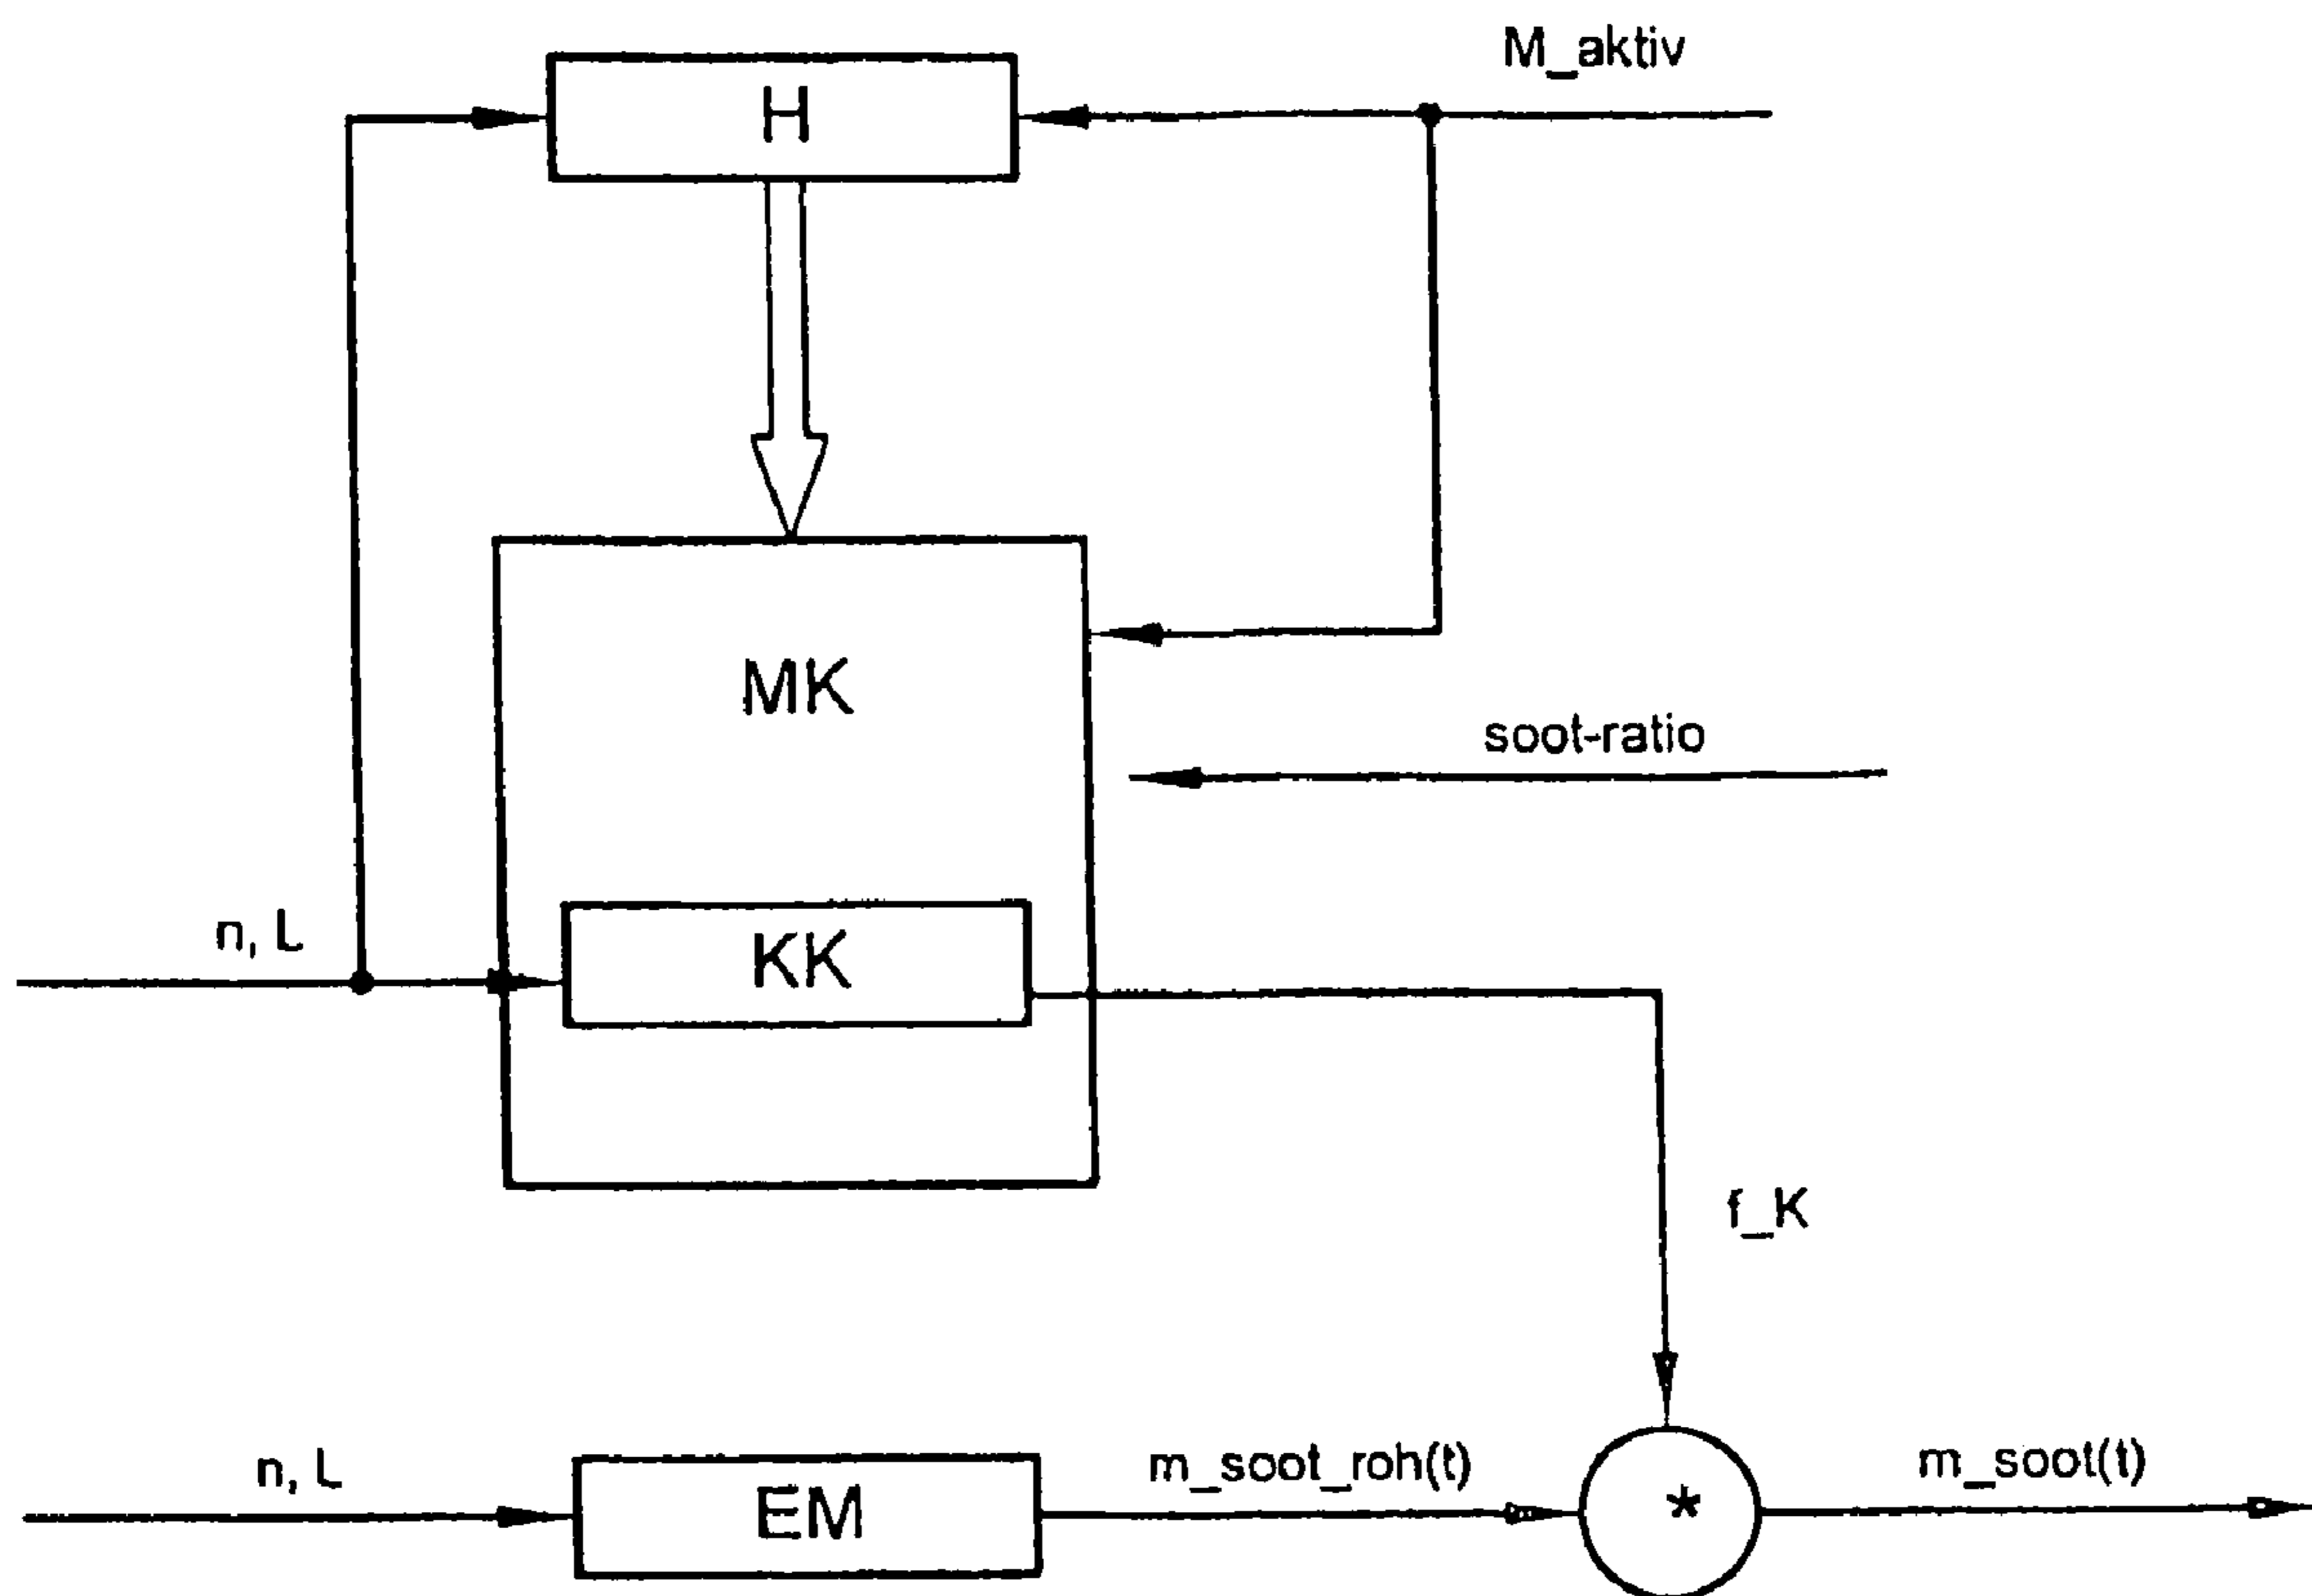 M_aktiv
H
MK
soot-ratio
n, L
KK
f_K
n, L
EM
m_soot_roh(t)
*
m_soot(t)